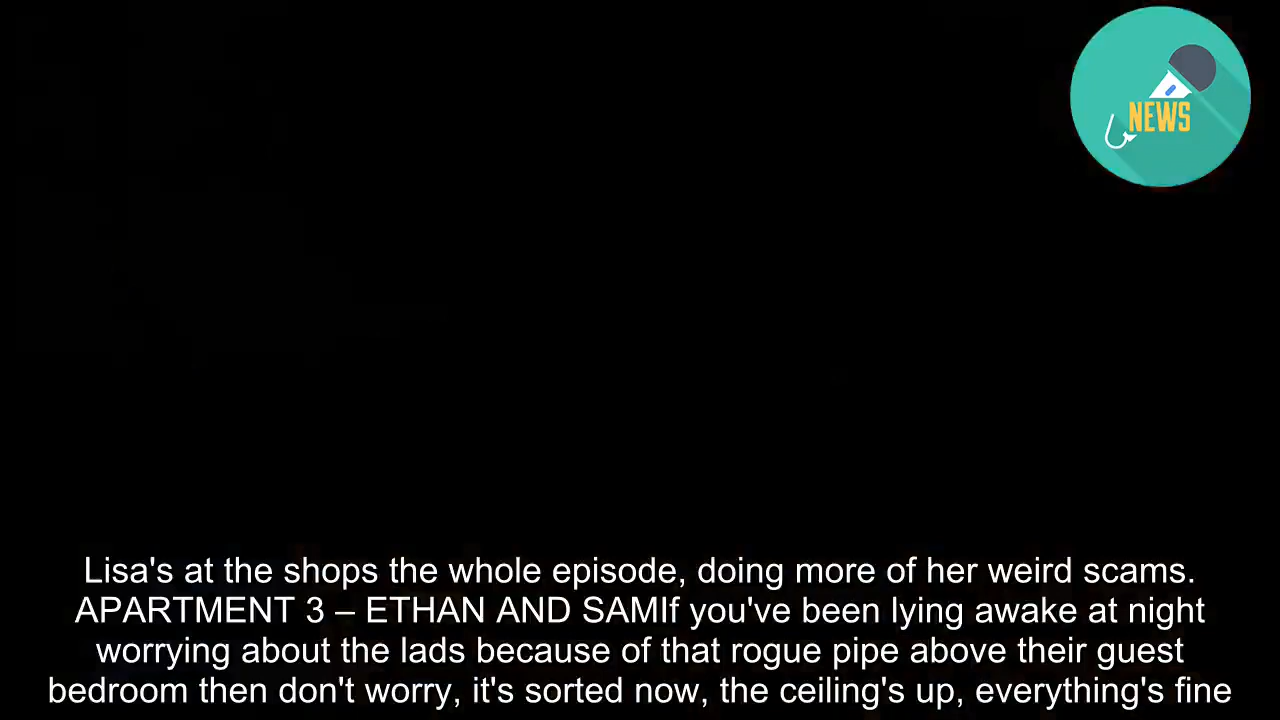 NEWS
Lisa's at the shops the whole episode, doing more of her weird scams.
APARTMENT 3 – ETHAN AND SAMIf you've been lying awake at night
worrying about the lads because of that rogue pipe above their guest
bedroom then don't worry, it's sorted now, the ceiling's up, everything's fine